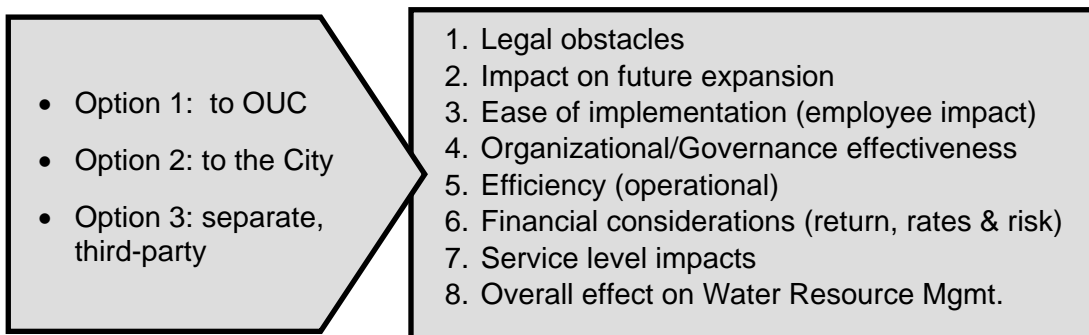 • Option 1:  to OUC
• Option 2: to the City
• Option 3: separate,
third-party
1. Legal obstacles
2. Impact on future expansion
3. Ease of implementation (employee impact)
4. Organizational/Governance effectiveness
5. Efficiency (operational)
6. Financial considerations (return, rates & risk)
7. Service level impacts
8. Overall effect on Water Resource Mgmt.